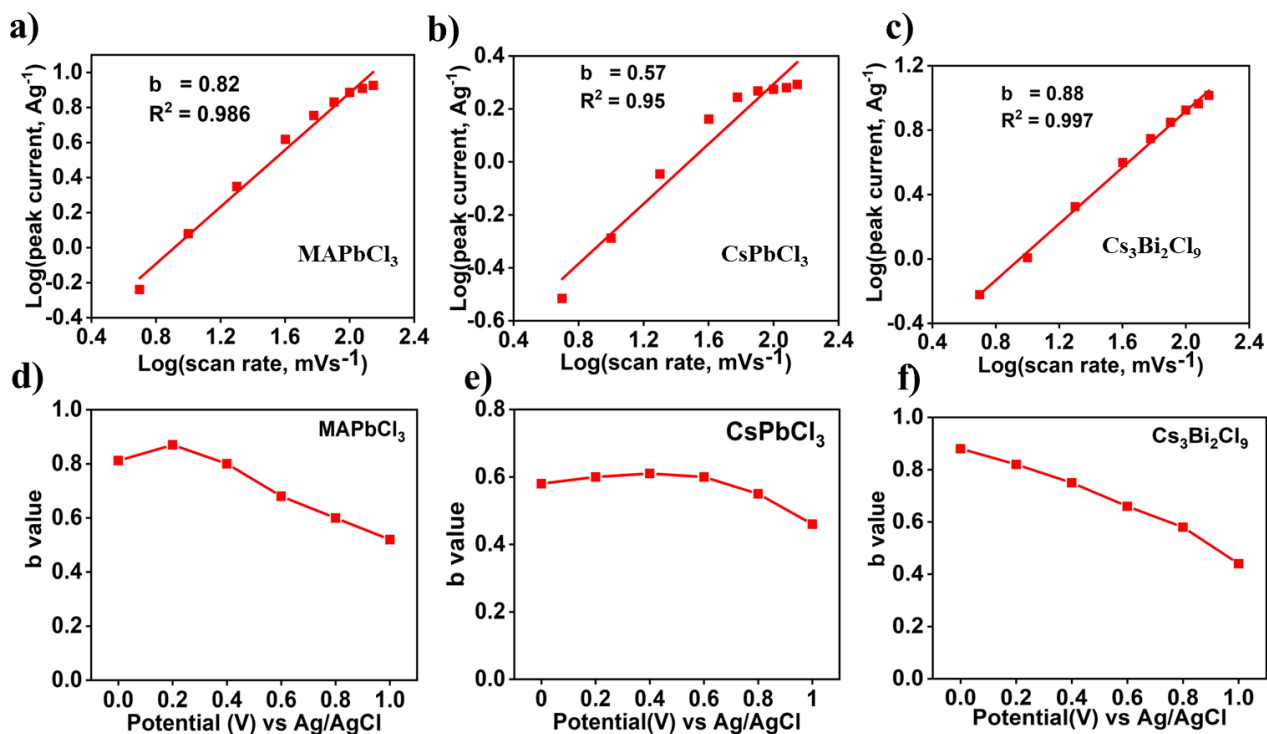 a)
Log(peak current, Ag⁻¹)
1.0
0.8
0.6
0.4
0.2
0.0
-0.2
-0.4
b = 0.82
R² = 0.986
MAPbCl₃
0.4 0.8 1.2 1.6 2.0 2.4
Log(scan rate, mVs⁻¹)
b)
Log(peak current, Ag⁻¹)
0.4
0.2
0.0
-0.2
-0.4
-0.6
b = 0.57
R² = 0.95
CsPbCl₃
0.4 0.8 1.2 1.6 2.0 2.4
Log(scan rate, mVs⁻¹)
c)
Log(peak current, Ag⁻¹)
1.2
0.8
0.4
0.0
-0.4
b = 0.88
R² = 0.997
Cs₃Bi₂Cl₉
0.4 0.8 1.2 1.6 2.0 2.4
Log(scan rate, mVs⁻¹)
d)
b value
1.0
0.8
0.6
0.4
0.2
0.0
MAPbCl₃
0.0 0.2 0.4 0.6 0.8 1.0
Potential (V) vs Ag/AgCl
e)
b value
0.8
0.6
0.4
0.2
0.0
CsPbCl₃
0 0.2 0.4 0.6 0.8 1
Potential(V) vs Ag/AgCl
f)
b value
1.0
0.8
0.6
0.4
0.2
0.0
Cs₃Bi₂Cl₉
0.0 0.2 0.4 0.6 0.8 1.0
Potential(V) vs Ag/AgCl